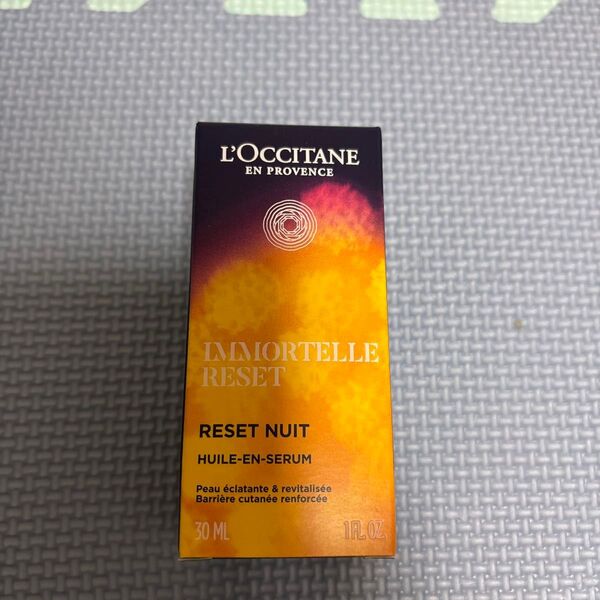 L'OCCITANE
EN PROVENCE
IMMORTELLE
RESET
RESET NUIT
HUILE-EN-SERUM
Peau éclatante & revitalisée
Barrière cutanée renforcée
30 ML 1 FL. OZ.